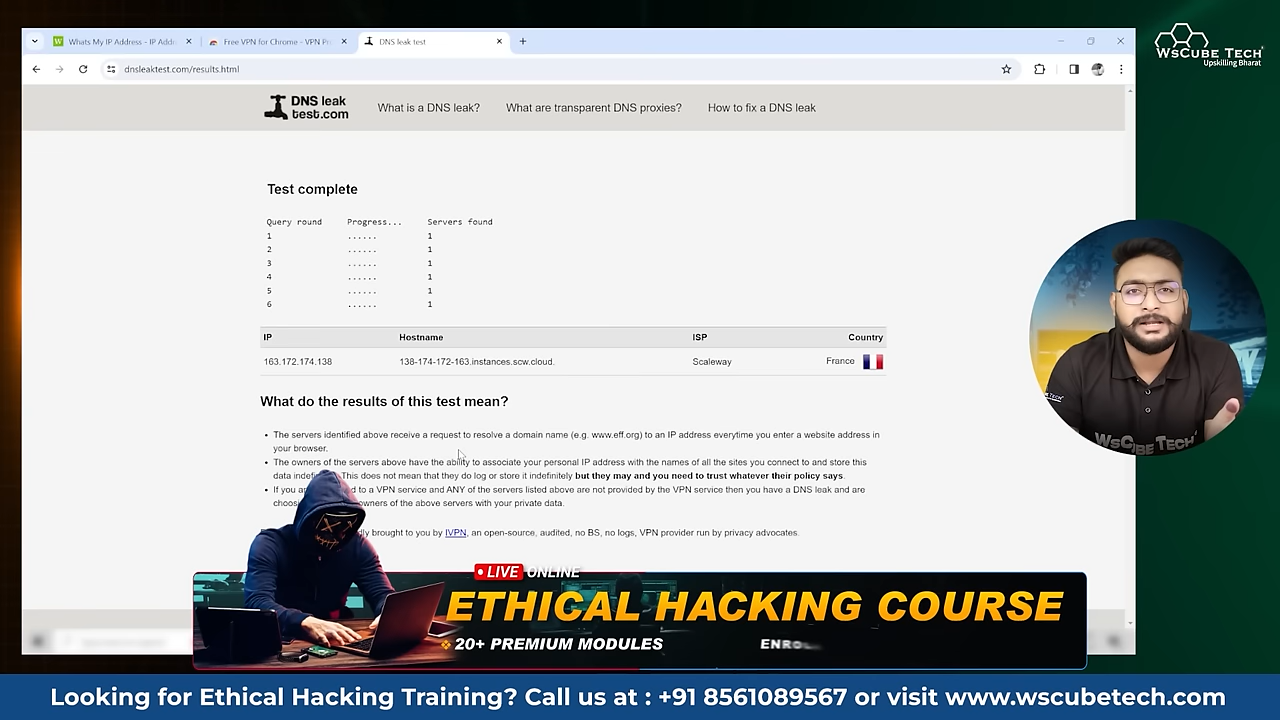 Whats My IP Address - IP Addr
Free VPN for Chrome - VPN Pr
DNS leak test
dnsleaktest.com/results.html
WsCube Tech
Upskilling Bharat
DNS leak
test.com
What is a DNS leak?
What are transparent DNS proxies?
How to fix a DNS leak
Test complete
Query round Progress... Servers found
1 ...... 1
2 ...... 1
3 ...... 1
4 ...... 1
5 ...... 1
6 ...... 1
IP Hostname ISP Country
163.172.174.138 138-174-172-163.instances.scw.cloud. Scaleway France
What do the results of this test mean?
The servers identified above receive a request to resolve a domain name (e.g. www.eff.org) to an IP address everytime you enter a website address in
your browser.
The owners of the servers above have the ability to associate your personal IP address with the names of all the sites you connect to and store this
data This does not mean that they do log or store it indefinitely but they may and you need to trust whatever their policy says.
If you to a VPN service and ANY of the servers listed above are not provided by the VPN service then you have a DNS leak and are
owners of the above servers with your private data.
brought to you by IVPN, an open-source, audited, no BS, no logs, VPN provider run by privacy advocates.
WSCUBE TECH
• LIVE ONLINE
ETHICAL HACKING COURSE
20+ PREMIUM MODULES
Looking for Ethical Hacking Training? Call us at : +91 8561089567 or visit www.wscubetech.com